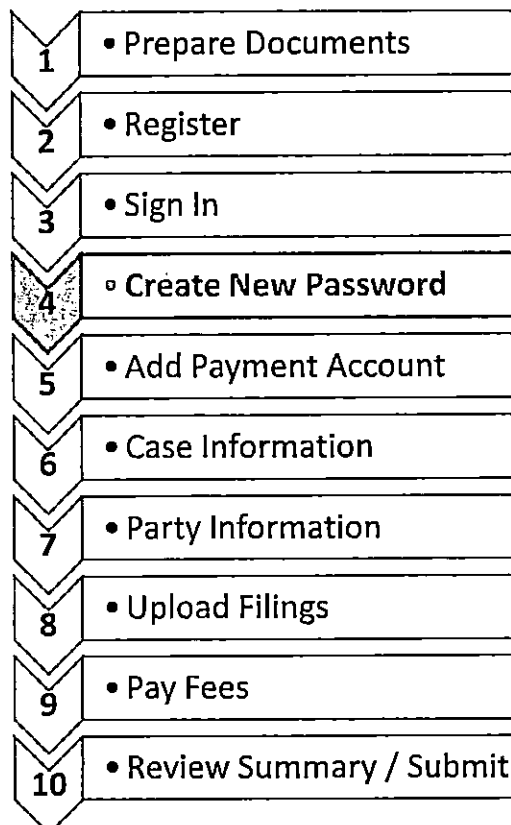 1 • Prepare Documents
2 • Register
3 • Sign In
4 ▫ Create New Password
5 • Add Payment Account
6 • Case Information
7 • Party Information
8 • Upload Filings
9 • Pay Fees
10 • Review Summary / Submit